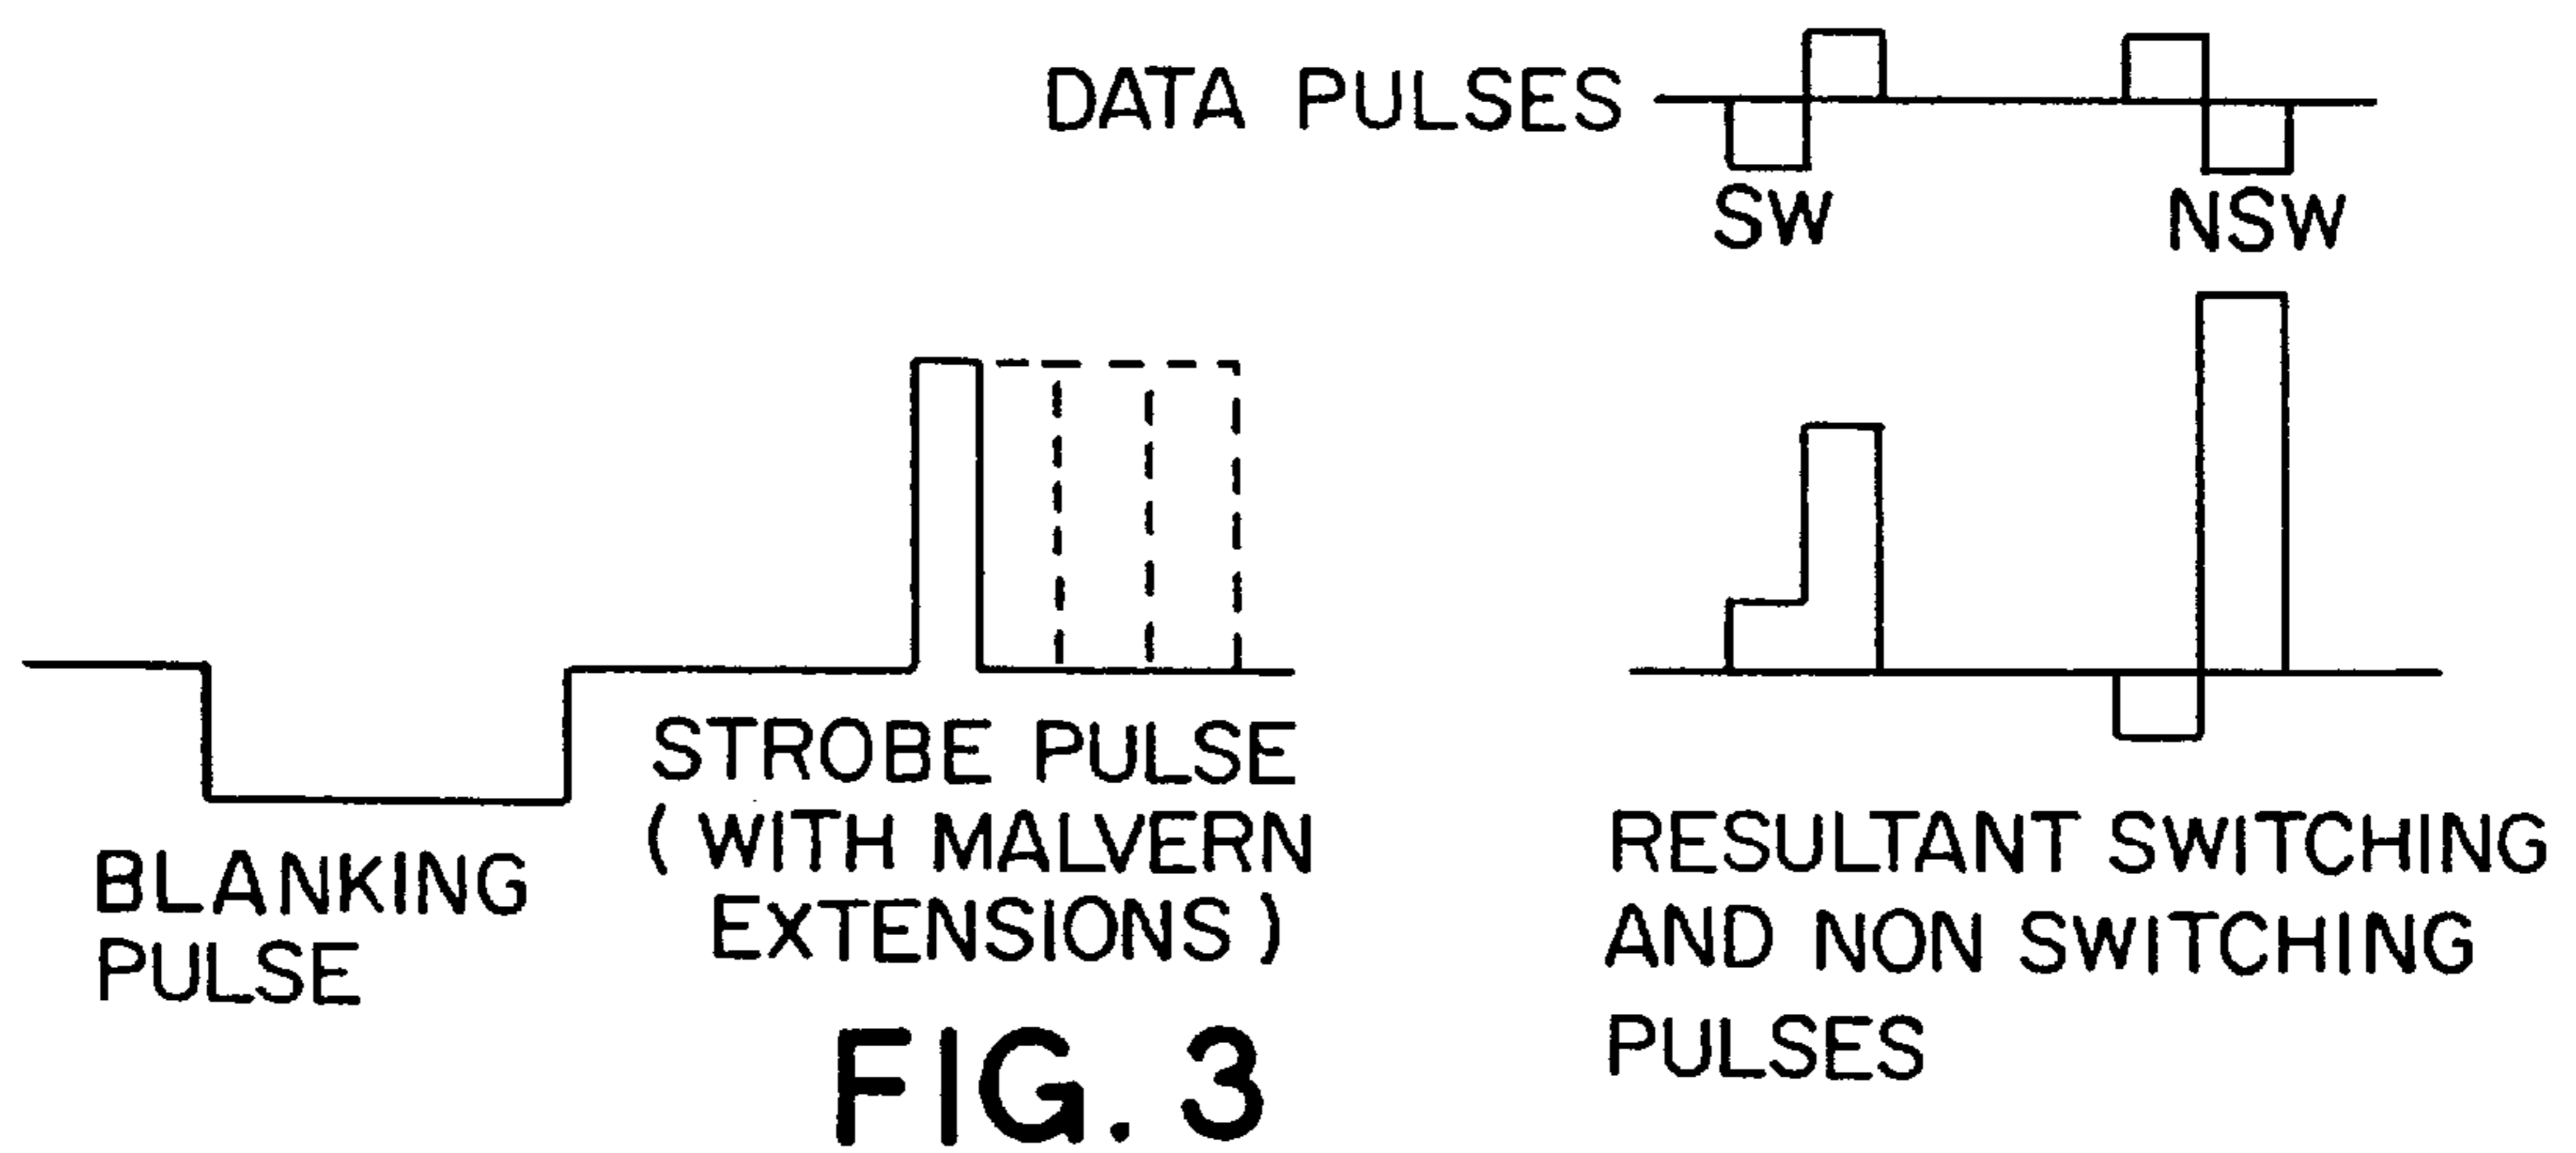 DATA PULSES
SW
NSW
BLANKING
PULSE
STROBE PULSE
(WITH MALVERN
EXTENSIONS)
RESULTANT SWITCHING
AND NON SWITCHING
PULSES
FIG. 3